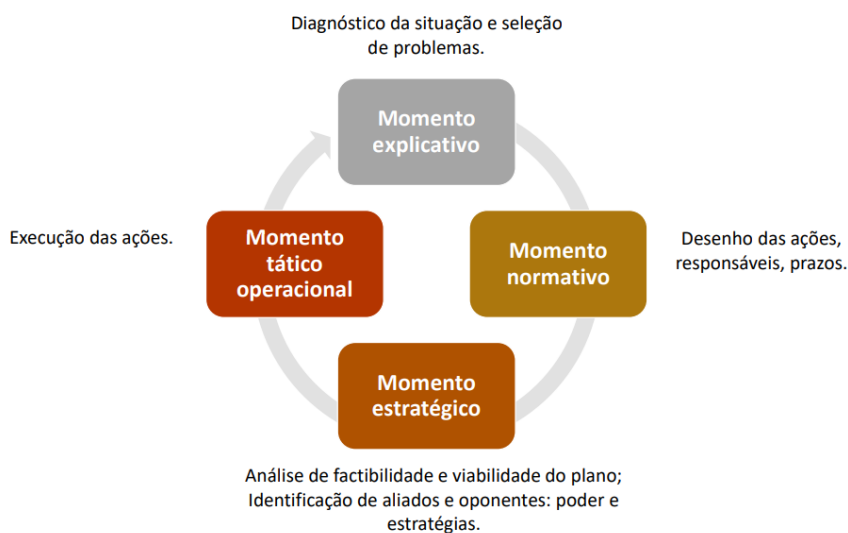 Diagnóstico da situação e seleção
de problemas.
Momento
explicativo
Execução das ações.
Momento
tático
operacional
Momento
normativo
Desenho das ações,
responsáveis, prazos.
Momento
estratégico
Análise de factibilidade e viabilidade do plano;
Identificação de aliados e oponentes: poder e
estratégias.